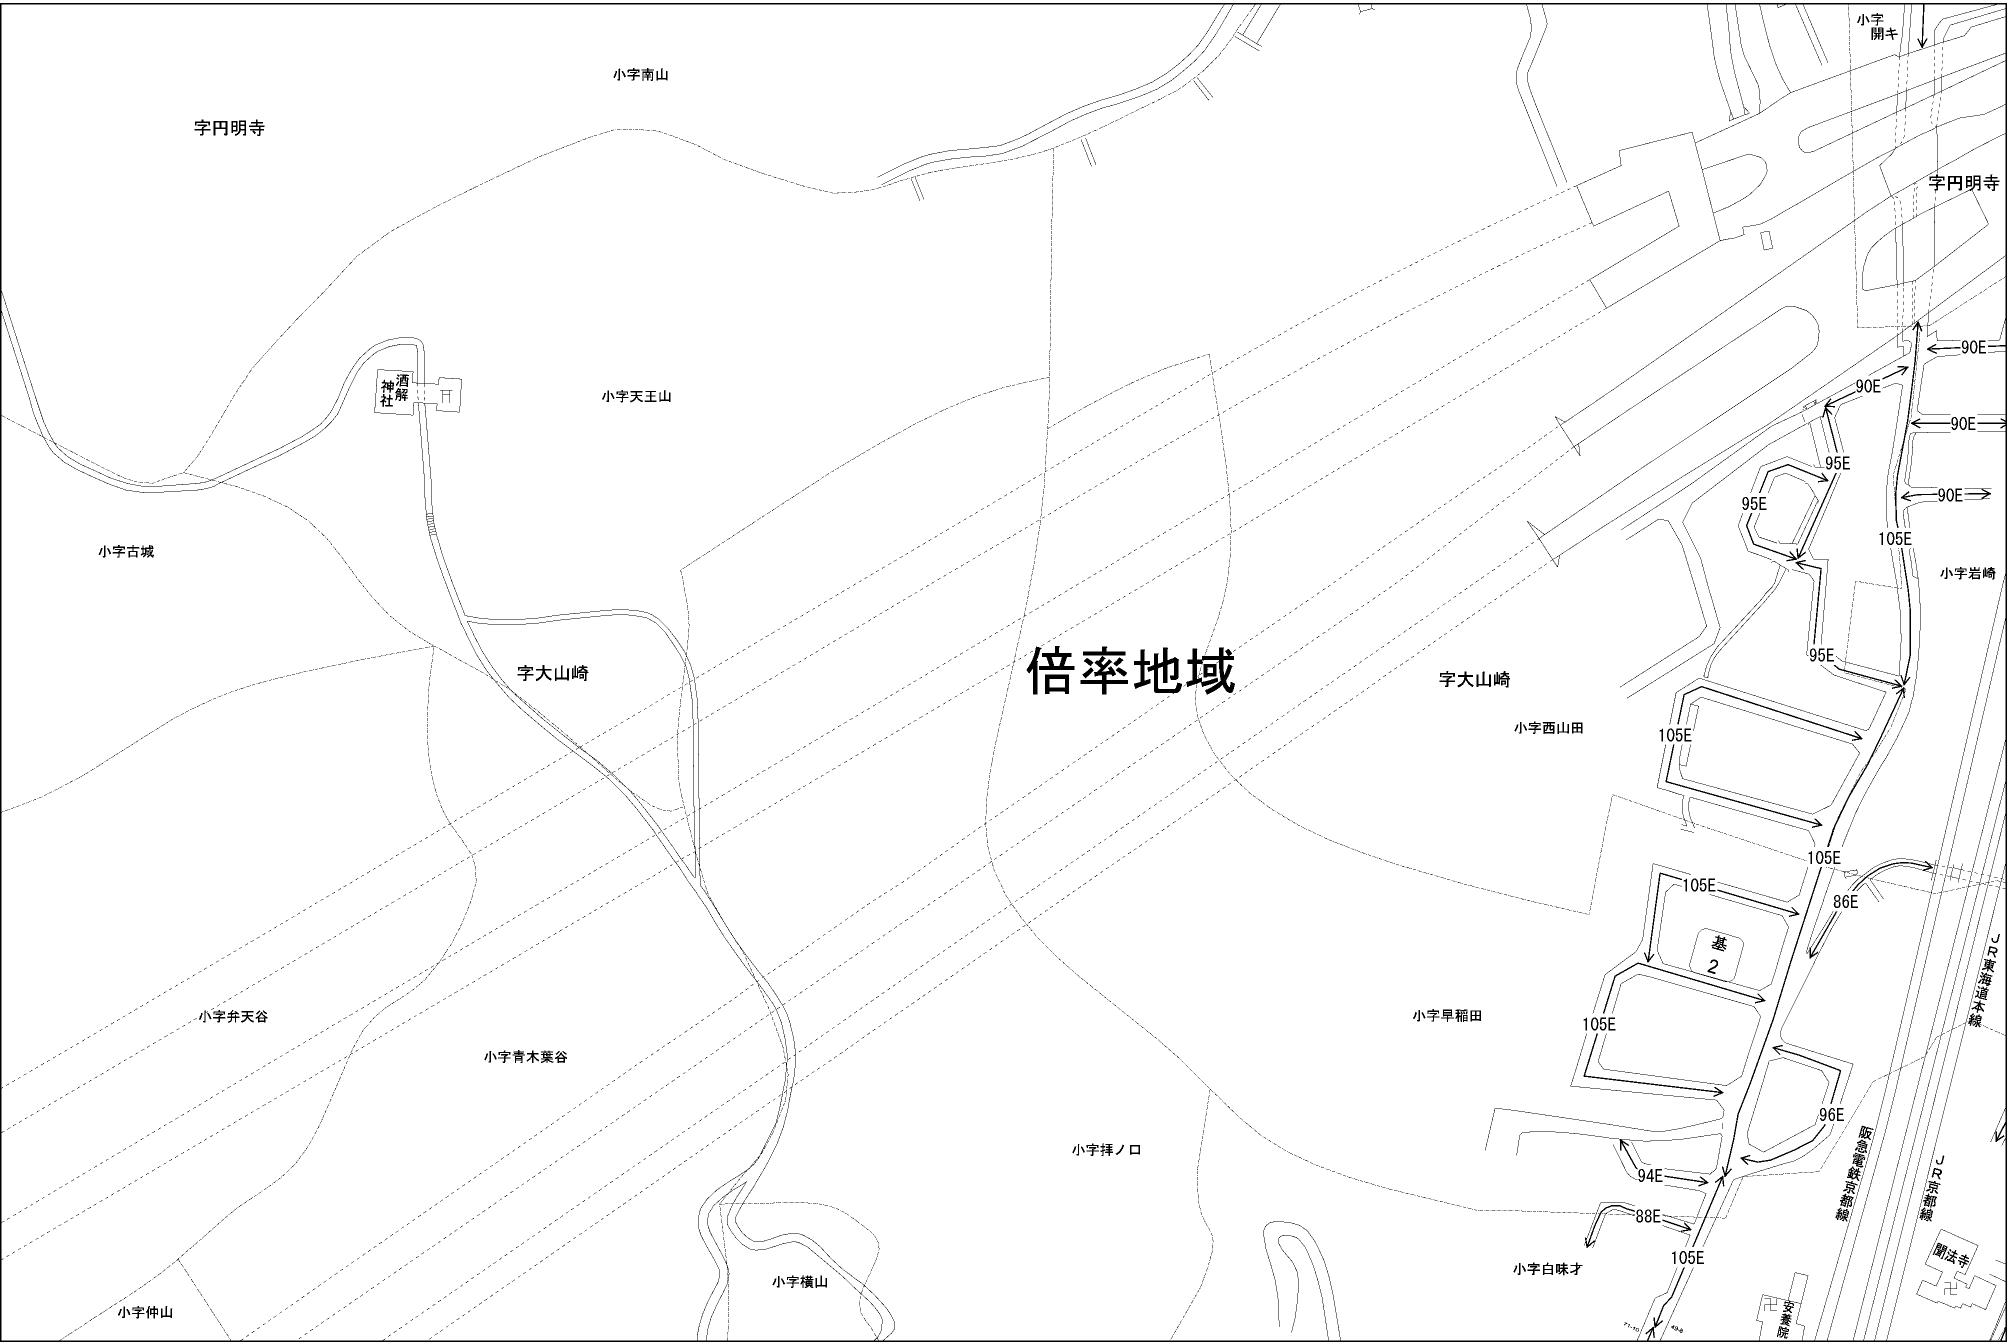 小字
開キ
小字南山
字円明寺
字円明寺
90E
90E
酒解
神社
小字天王山
90E
95E
95E
90E
105E
小字古城
小字岩崎
倍率地域
95E
字大山崎
字大山崎
小字西山田
105E
105E
105E
86E
基
2
JR東海道本線
小字弁天谷
小字早稲田
105E
小字青木葉谷
96E
小字拝ノ口
阪急電鉄京都線
JR京都線
94E
88E
105E
聞法寺
小字白味才
小字横山
小字仲山
安養院
71-10
49-8